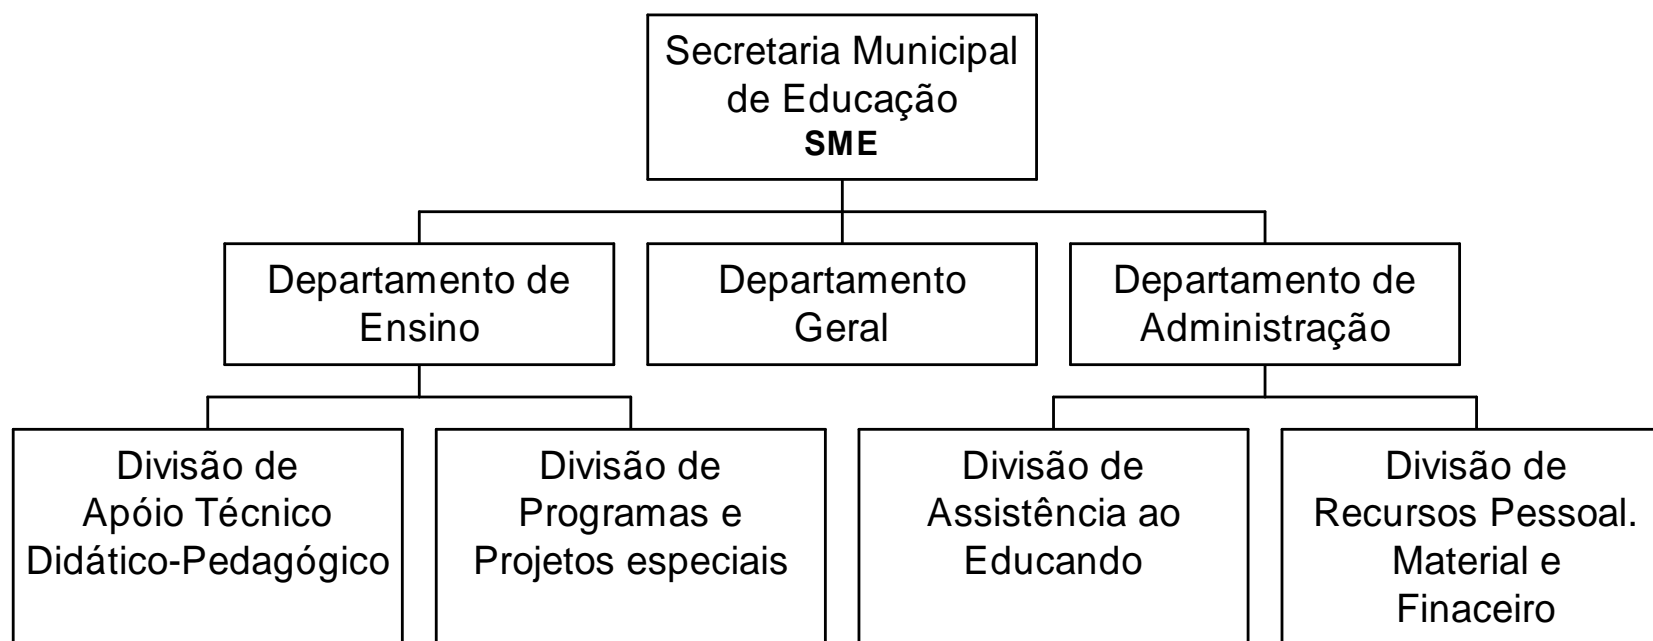 Secretaria Municipal
de Educação
SME
Departamento de
Ensino
Departamento
Geral
Departamento de
Administração
Divisão de
Apóio Técnico
Didático-Pedagógico
Divisão de
Programas e
Projetos especiais
Divisão de
Assistência ao
Educando
Divisão de
Recursos Pessoal.
Material e
Finaceiro